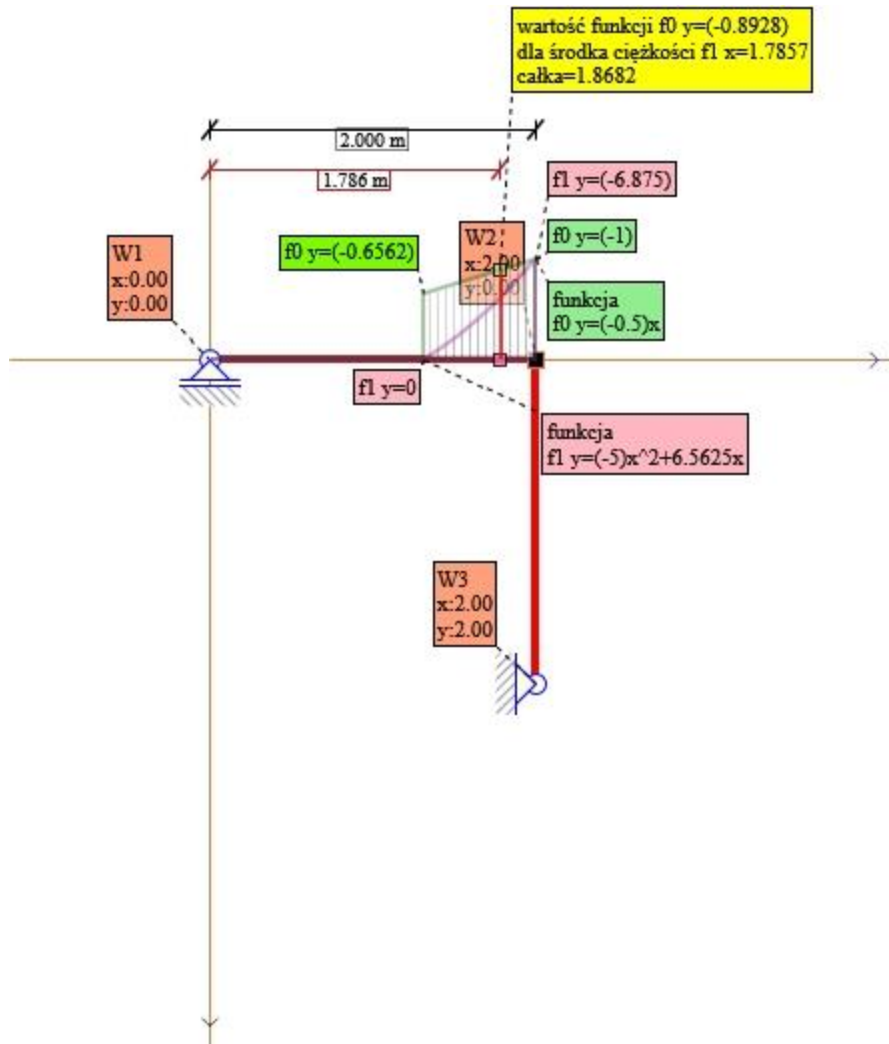 wartość funkcji f0 y=(-0.8928)
dla środka ciężkości f1 x=1.7857
całka=1.8682
2.000 m
1.786 m
f1 y=(-6.875)
W1
x:0.00
y:0.00
f0 y=(-0.6562)
W2
x:2.00
y:0.00
f0 y=(-1)
funkcja
f0 y=(-0.5)x
f1 y=0
funkcja
f1 y=(-5)x^2+6.5625x
W3
x:2.00
y:2.00